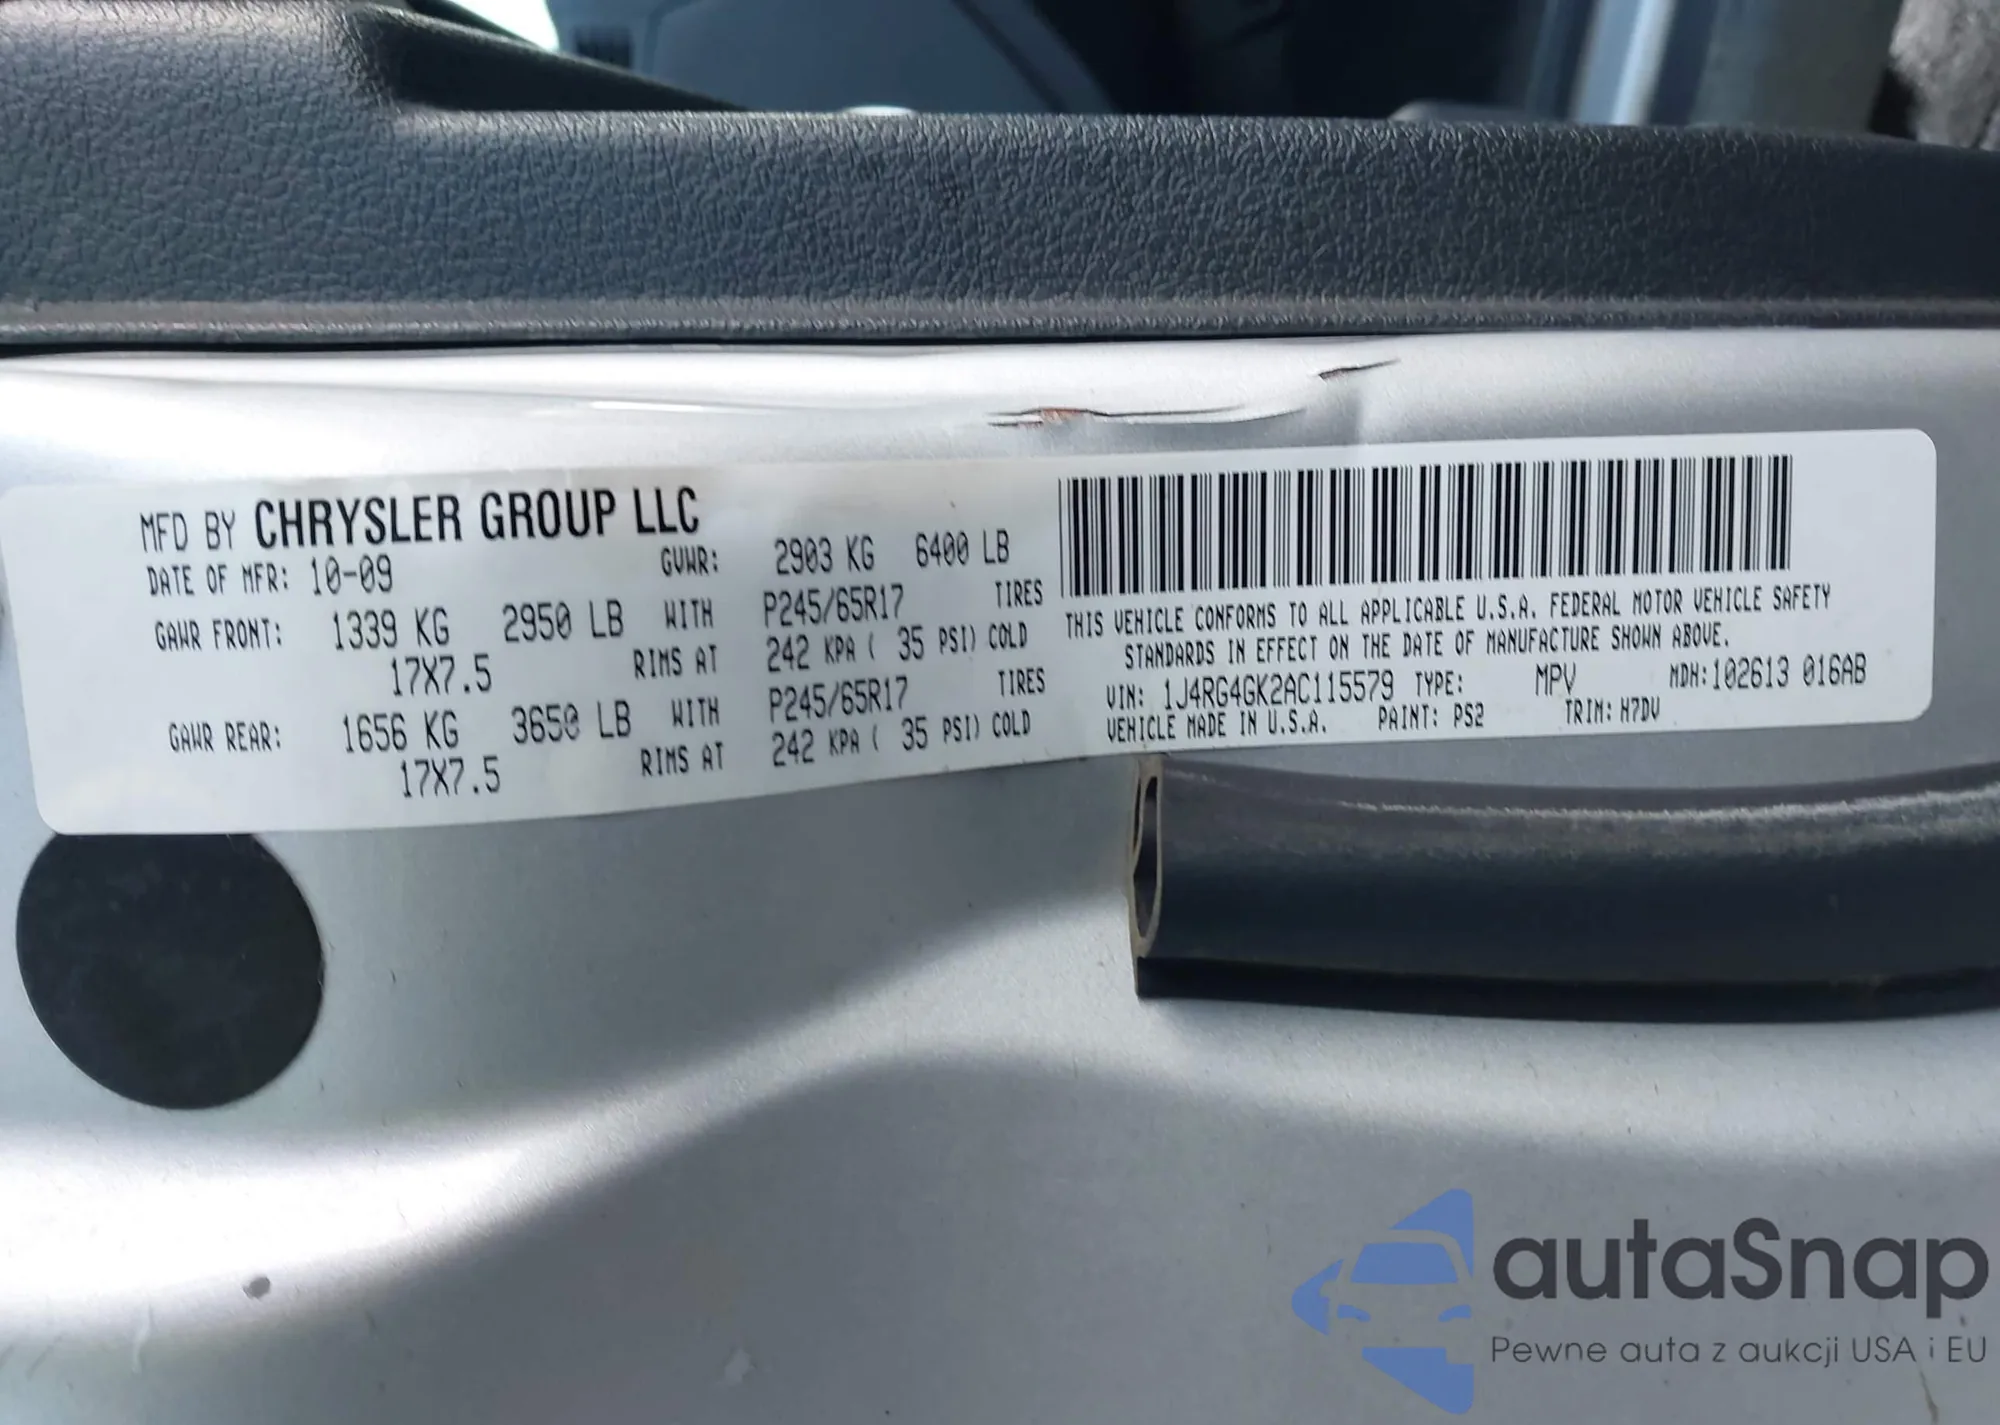 MFD BY CHRYSLER GROUP LLC
DATE OF MFR: 10-09 GVWR: 2903 KG 6400 LB
GAWR FRONT: 1339 KG 2950 LB WITH P245/65R17 TIRES
17X7.5 RIMS AT 242 KPA ( 35 PSI) COLD
GAWR REAR: 1656 KG 3650 LB WITH P245/65R17 TIRES
17X7.5 RIMS AT 242 KPA ( 35 PSI) COLD
THIS VEHICLE CONFORMS TO ALL APPLICABLE U.S.A. FEDERAL MOTOR VEHICLE SAFETY
STANDARDS IN EFFECT ON THE DATE OF MANUFACTURE SHOWN ABOVE.
VIN: 1J4RG4GK2AC115579 TYPE: MPV MDH:102613 016AB
VEHICLE MADE IN U.S.A. PAINT: PS2 TRIM: H7DV
autaSnap
Pewne auta z aukcji USA i EU